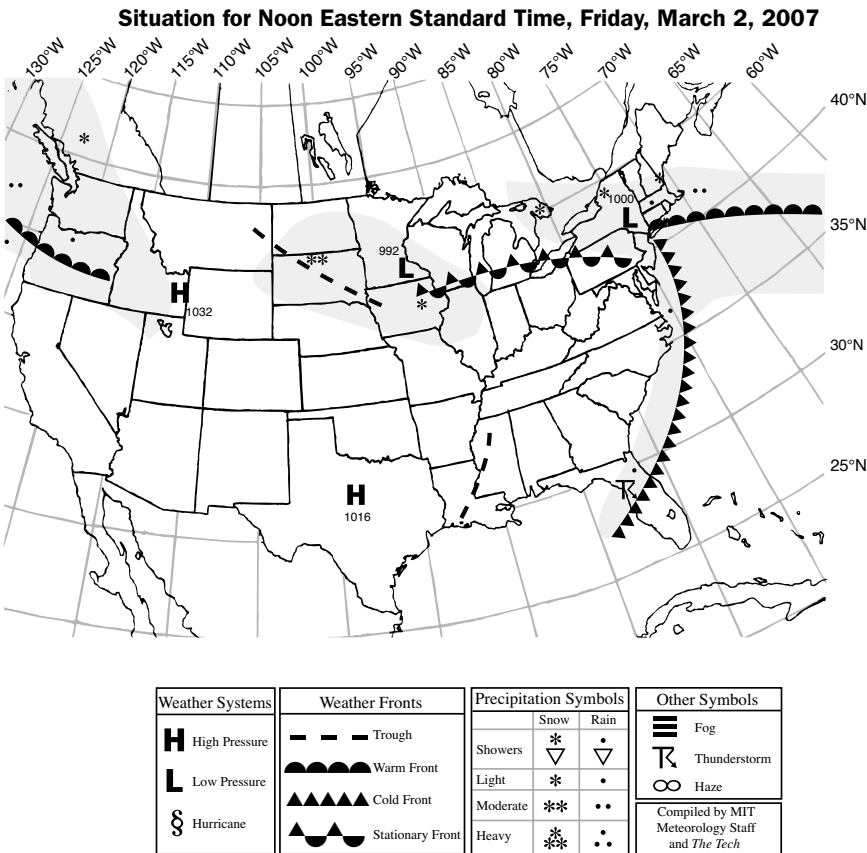 Situation for Noon Eastern Standard Time, Friday, March 2, 2007
130°W 125°W 120°W 115°W 110°W 105°W 100°W 95°W 90°W 85°W 80°W 75°W 70°W 65°W 60°W
40°N
35°N
30°N
25°N
1000
L
992
L
H
1032
H
1016
Weather Systems
H High Pressure
L Low Pressure
§ Hurricane
Weather Fronts
Trough
Warm Front
Cold Front
Stationary Front
Precipitation Symbols
Snow Rain
Showers
Light
Moderate
Heavy
Other Symbols
Fog
Thunderstorm
Haze
Compiled by MIT
Meteorology Staff
and The Tech